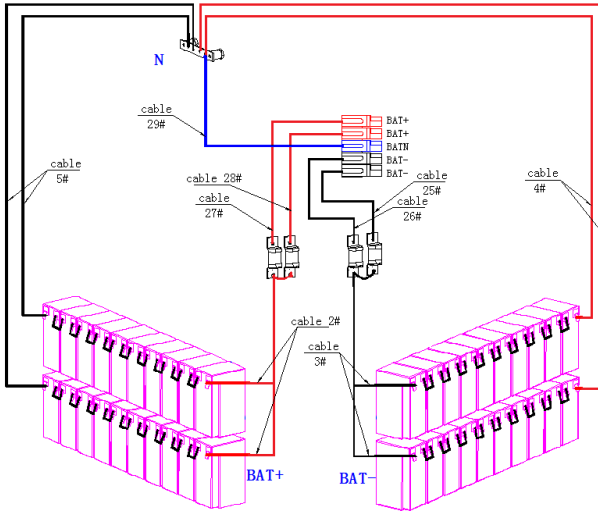 N
cable
29#
BAT+
BAT+
BATN
BAT-
BAT-
cable
5#
cable 28#
cable
27#
cable
25#
cable
26#
cable
4#
cable 2#
cable
3#
BAT+
BAT-